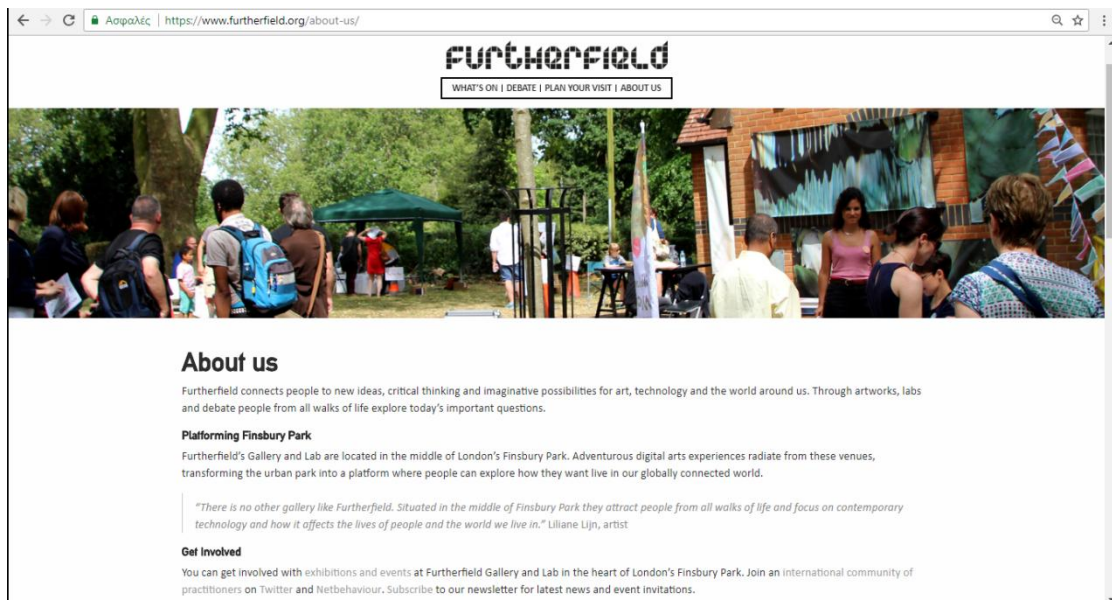 Ασφαλές | https://www.furtherfield.org/about-us/
FURTHERFIELD
WHAT'S ON | DEBATE | PLAN YOUR VISIT | ABOUT US
About us
Furtherfield connects people to new ideas, critical thinking and imaginative possibilities for art, technology and the world around us. Through artworks, labs
and debate people from all walks of life explore today's important questions.
Platforming Finsbury Park
Furtherfield's Gallery and Lab are located in the middle of London's Finsbury Park. Adventurous digital arts experiences radiate from these venues,
transforming the urban park into a platform where people can explore how they want live in our globally connected world.
"There is no other gallery like Furtherfield. Situated in the middle of Finsbury Park they attract people from all walks of life and focus on contemporary
technology and how it affects the lives of people and the world we live in." Liliane Lijn, artist
Get Involved
You can get involved with exhibitions and events at Furtherfield Gallery and Lab in the heart of London's Finsbury Park. Join an international community of
practitioners on Twitter and Netbehaviour. Subscribe to our newsletter for latest news and event invitations.